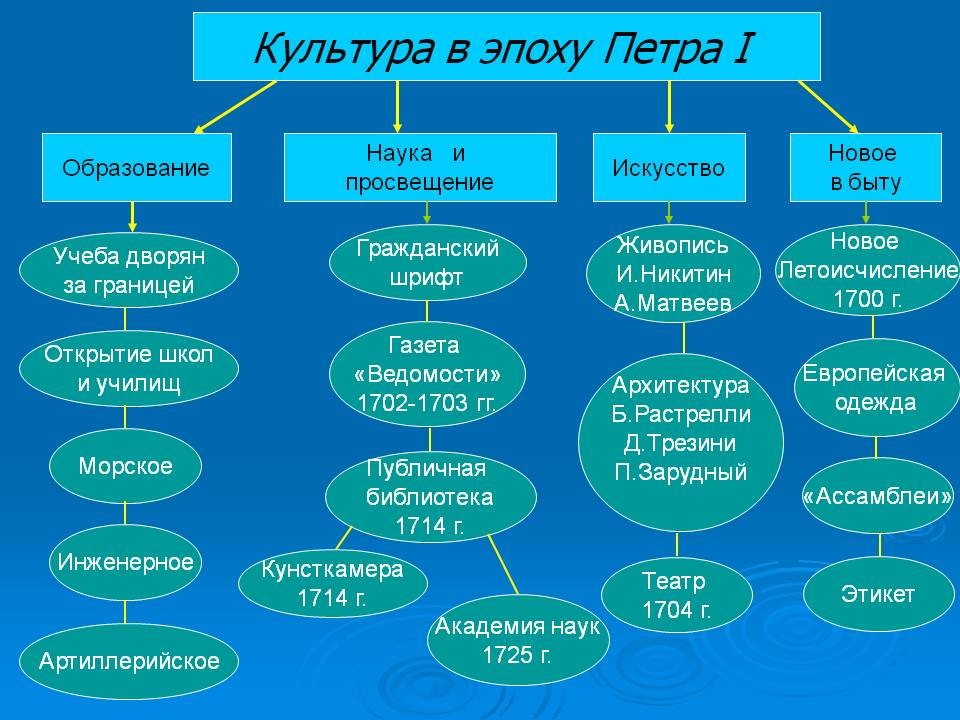 Культура в эпоху Петра I
Образование
Учеба дворян
за границей
Открытие школ
и училищ
Морское
Инженерное
Артиллерийское
Наука и
просвещение
Гражданский
шрифт
Газета
«Ведомости»
1702-1703 гг.
Публичная
библиотека
1714 г.
Кунсткамера
1714 г.
Академия наук
1725 г.
Искусство
Живопись
И.Никитин
А.Матвеев
Архитектура
Б.Растрелли
Д.Трезини
П.Зарудный
Театр
1704 г.
Новое
в быту
Новое
Летоисчисление
1700 г.
Европейская
одежда
«Ассамблеи»
Этикет